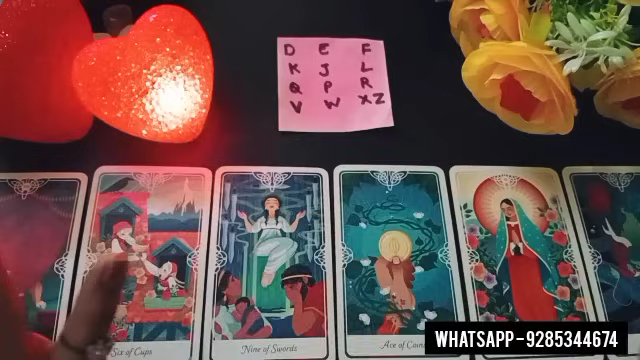 D E F
K J L
Q P R
V W XZ
Six of Cups
Nine of Swords
Ace of Coins
WHATSAPP-9285344674